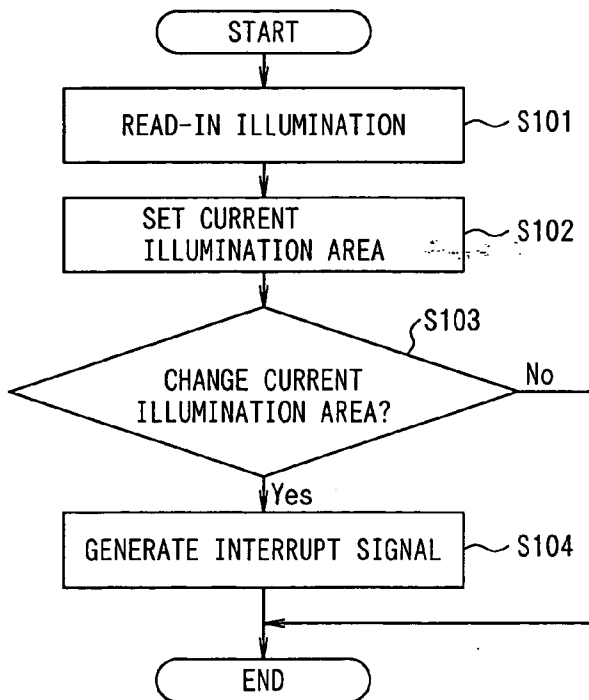 START
READ-IN ILLUMINATION
S101
SET CURRENT
ILLUMINATION AREA
S102
S103
CHANGE CURRENT
ILLUMINATION AREA?
No
Yes
GENERATE INTERRUPT SIGNAL
S104
END